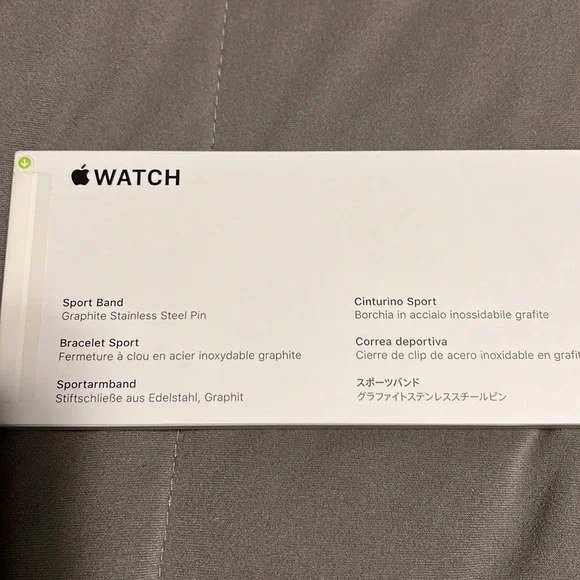 WATCH
Sport Band
Graphite Stainless Steel Pin
Bracelet Sport
Fermeture à clou en acier inoxydable graphite
Sportarmband
Stiftschließe aus Edelstahl, Graphit
Cinturino Sport
Borchia in acciaio inossidabile grafite
Correa deportiva
Cierre de clip de acero inoxidable en grafit
スポーツバンド
グラファイトステンレススチールピン